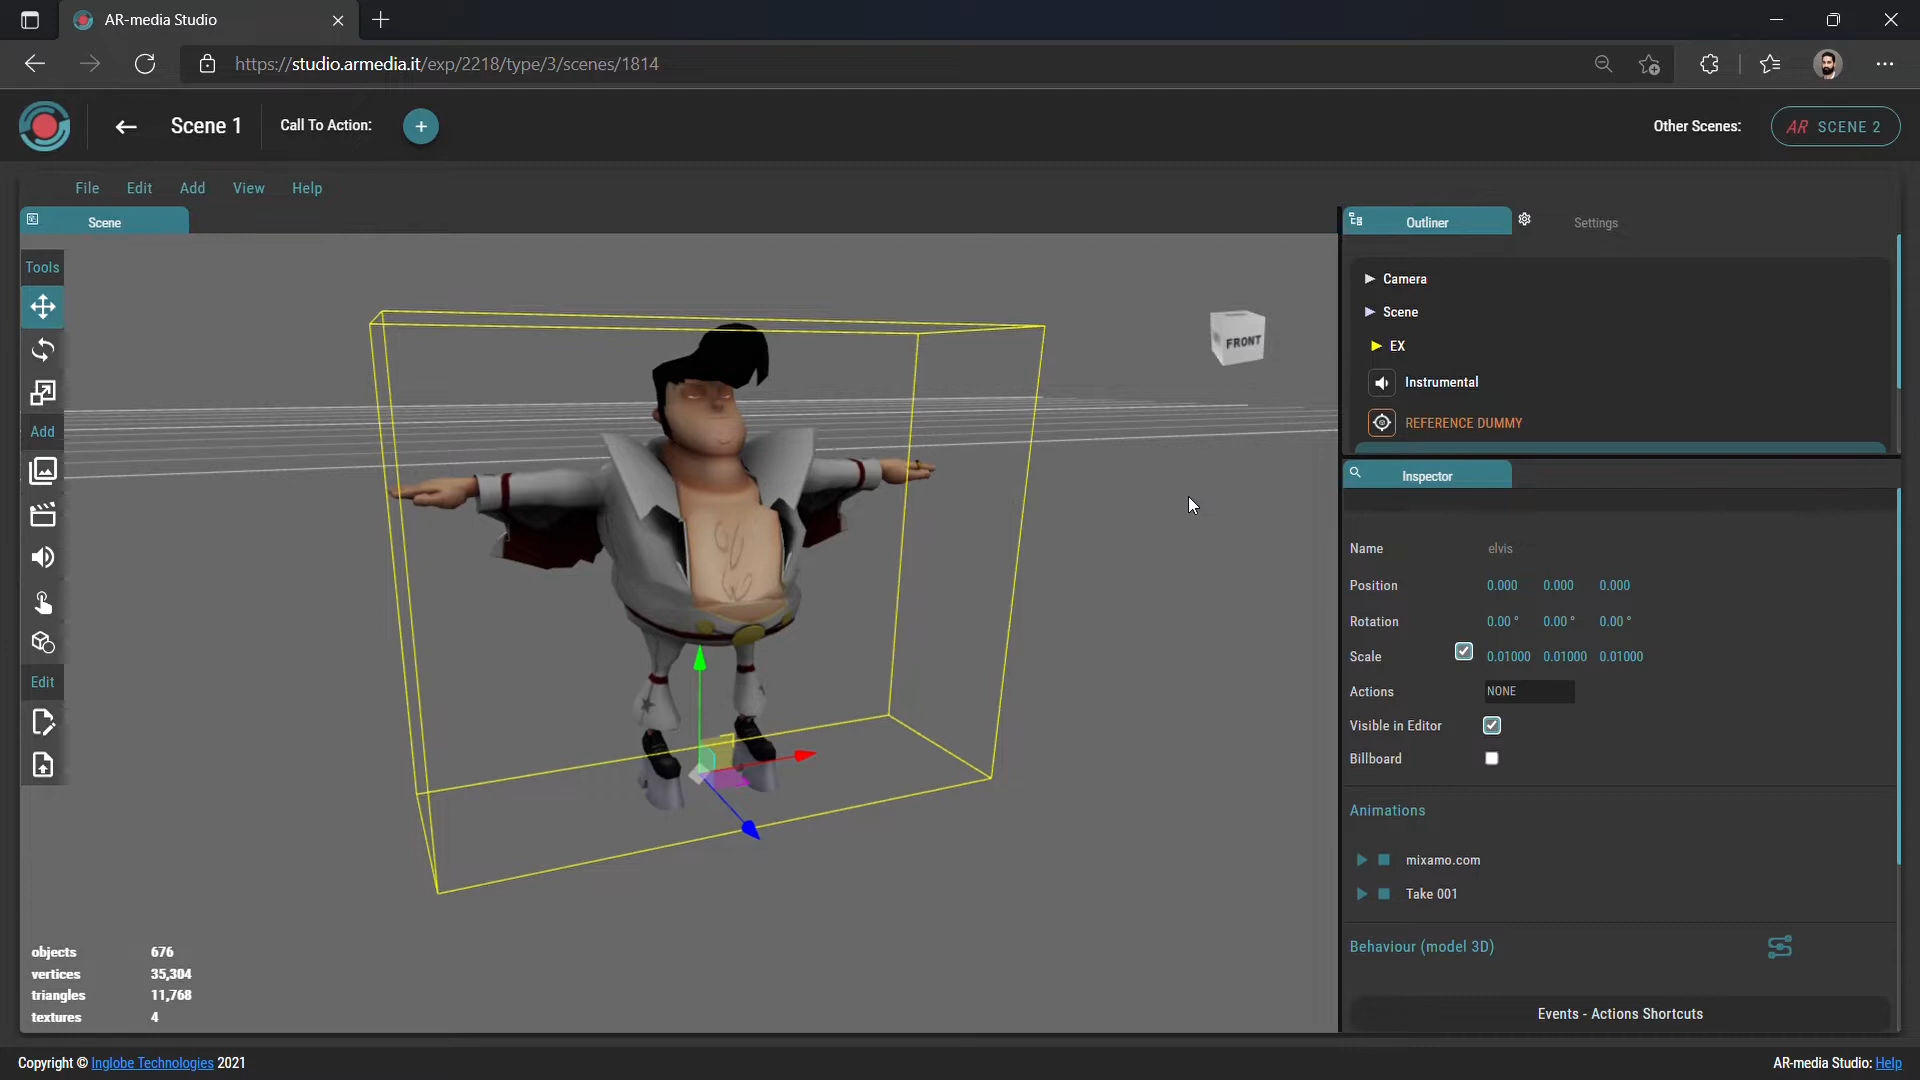 AR-media Studio
https://studio.armedia.it/exp/2218/type/3/scenes/1814
Scene 1
Call To Action:
Other Scenes:
AR SCENE 2
File Edit Add View Help
Scene
Outliner
Settings
Tools
Add
Edit
FRONT
Camera
Scene
EX
Instrumental
REFERENCE DUMMY
Inspector
Name elvis
Position 0.000 0.000 0.000
Rotation 0.00 ° 0.00 ° 0.00 °
Scale 0.01000 0.01000 0.01000
Actions NONE
Visible in Editor
Billboard
Animations
mixamo.com
Take 001
Behaviour (model 3D)
Events - Actions Shortcuts
objects 676
vertices 35,304
triangles 11,768
textures 4
Copyright © Inglobe Technologies 2021
AR-media Studio: Help